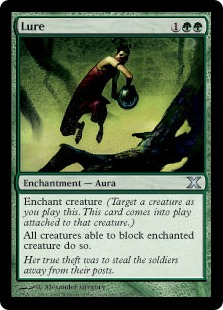 Lure 1
Enchantment — Aura X
Enchant creature (Target a creature as
you play this. This card comes into play
attached to that creature.)
All creatures able to block enchanted
creature do so.
Her true theft was to steal the soldiers
away from their posts.
Alexander Gregory